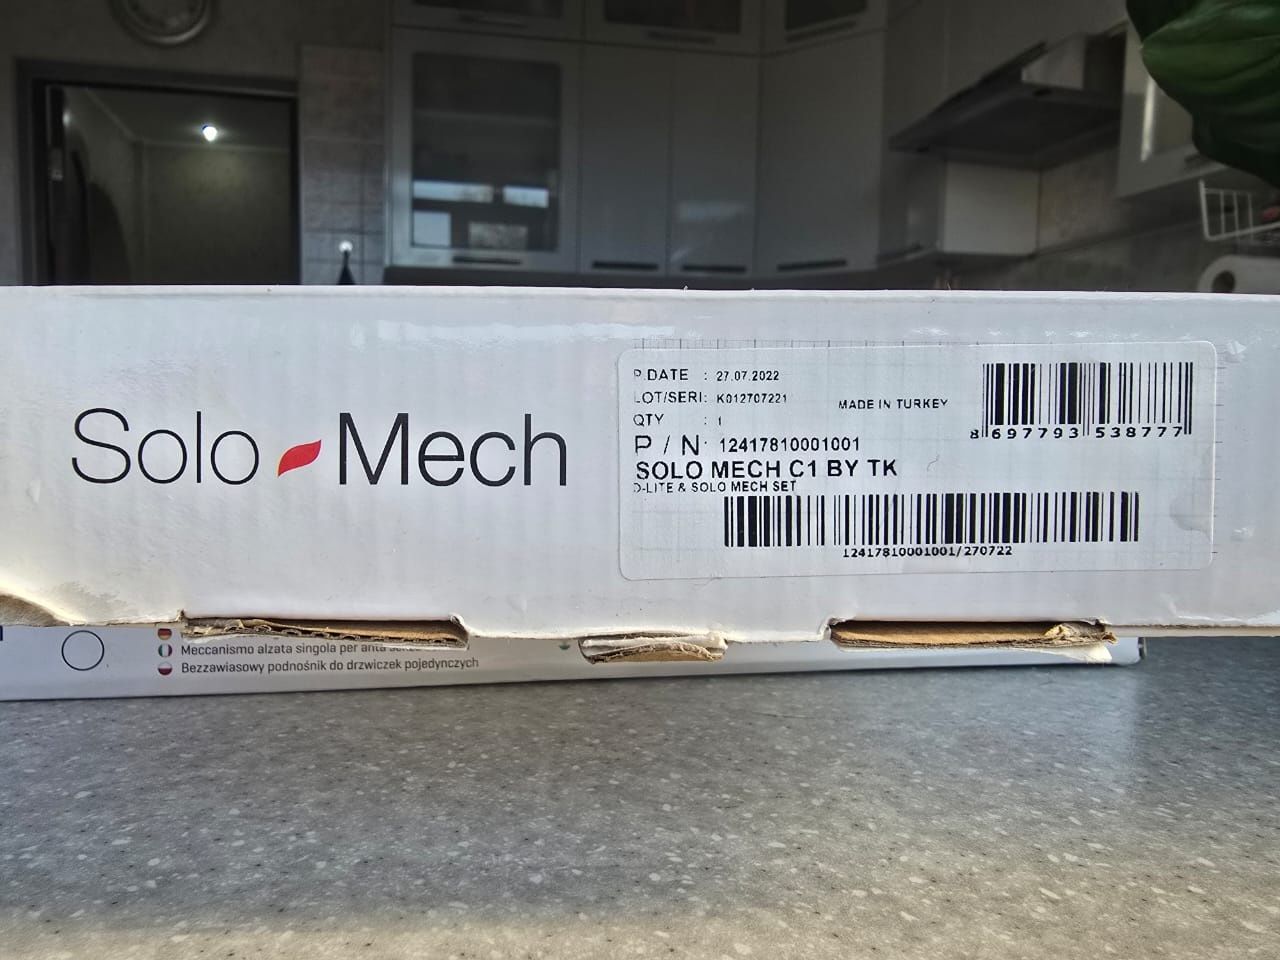 Solo Mech
P.DATE : 27.07.2022
LOT/SERI: K012707221
MADE IN TURKEY
QTY : 1
P / N: 12417810001001
SOLO MECH C1 BY TK
D-LITE & SOLO MECH SET
8 697793 538777
12417810001001/270722
Meccanismo alzata singola per anta
Bezzawiasowy podnośnik do drzwiczek pojedynczych